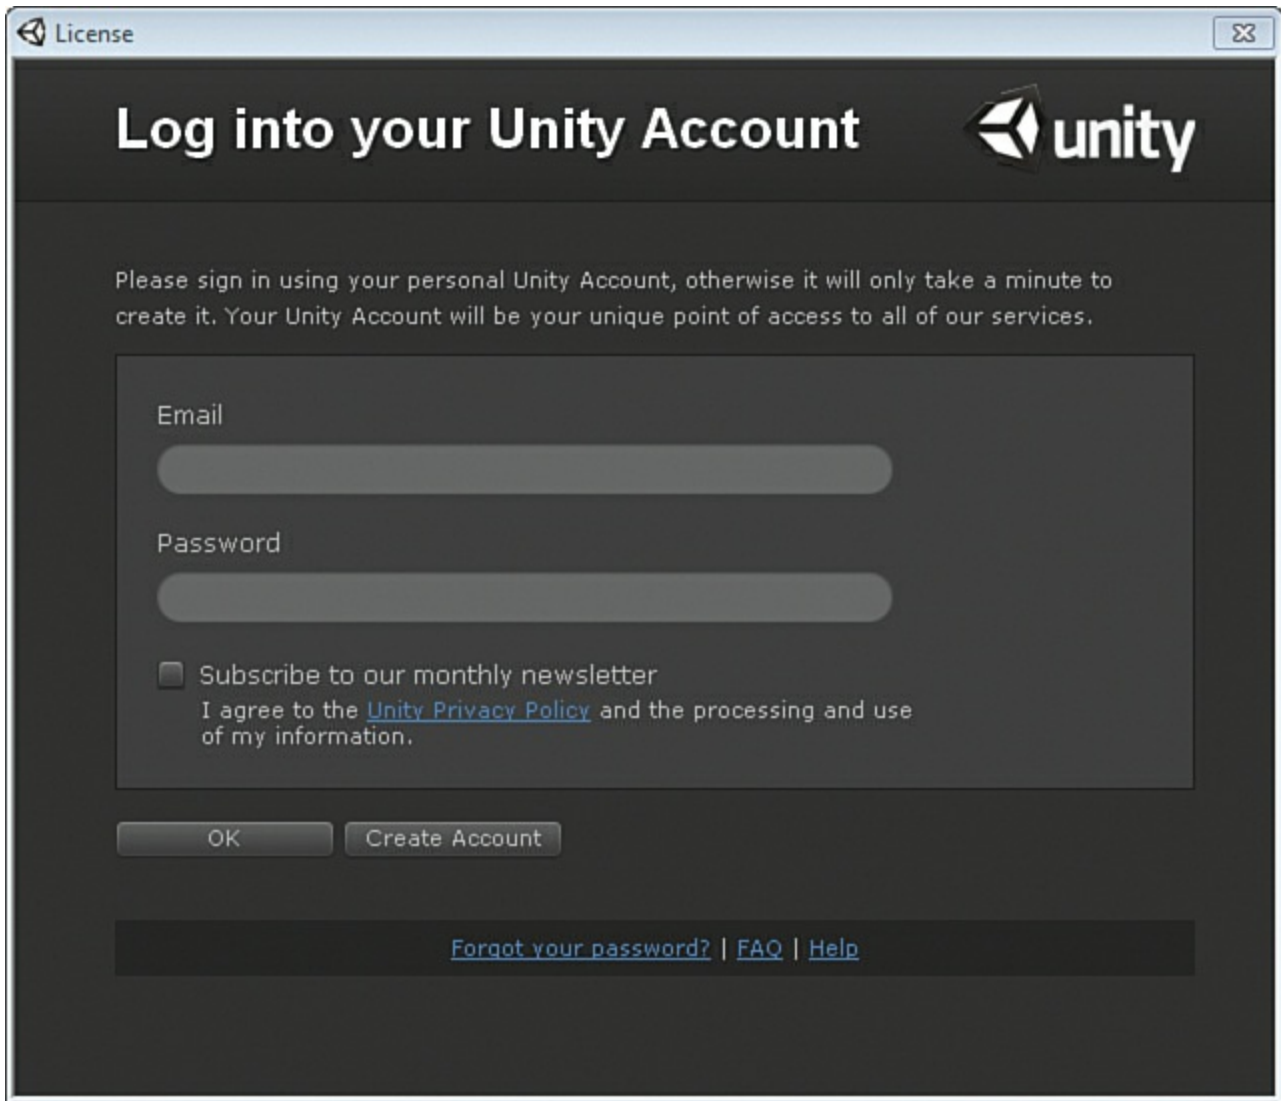 License
Log into your Unity Account
unity
Please sign in using your personal Unity Account, otherwise it will only take a minute to
create it. Your Unity Account will be your unique point of access to all of our services.
Email
Password
Subscribe to our monthly newsletter
I agree to the Unity Privacy Policy and the processing and use
of my information.
OK
Create Account
Forgot your password? | FAQ | Help